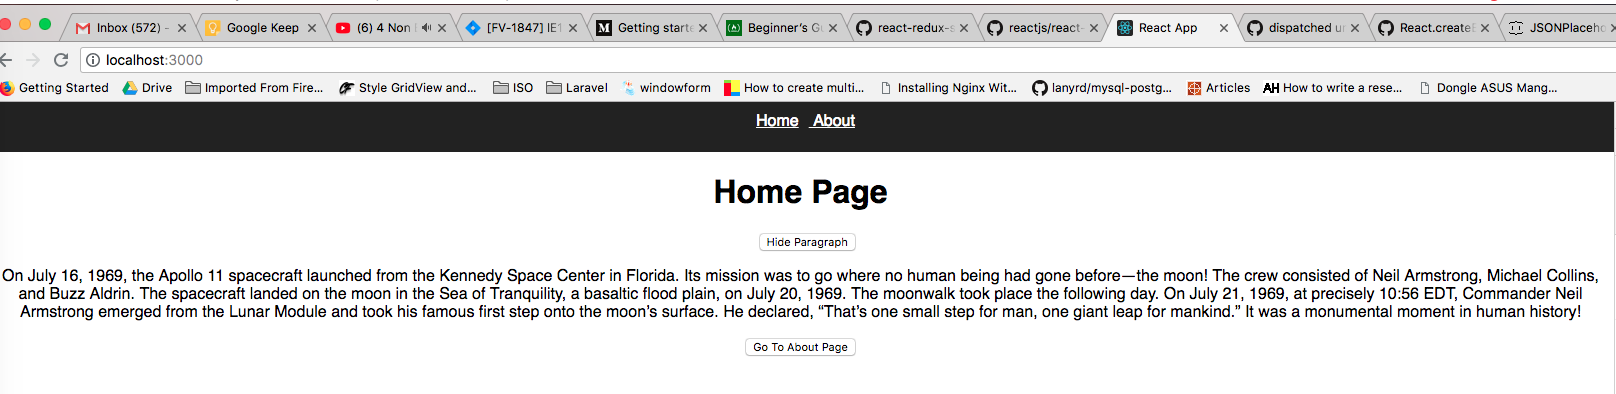 Inbox (572) -
Google Keep
(6) 4 Non
[FV-1847] IE1
Getting starte
Beginner's Gu
react-redux-s
reactjs/react-
React App
dispatched un
React.createE
JSONPlaceho
localhost:3000
Getting Started
Drive
Imported From Fire...
Style GridView and...
ISO
Laravel
windowform
How to create multi...
Installing Nginx Wit...
lanyrd/mysql-postg...
Articles
AH How to write a rese...
Dongle ASUS Mang...
Home About
Home Page
Hide Paragraph
On July 16, 1969, the Apollo 11 spacecraft launched from the Kennedy Space Center in Florida. Its mission was to go where no human being had gone before—the moon! The crew consisted of Neil Armstrong, Michael Collins,
and Buzz Aldrin. The spacecraft landed on the moon in the Sea of Tranquility, a basaltic flood plain, on July 20, 1969. The moonwalk took place the following day. On July 21, 1969, at precisely 10:56 EDT, Commander Neil
Armstrong emerged from the Lunar Module and took his famous first step onto the moon's surface. He declared, “That's one small step for man, one giant leap for mankind.” It was a monumental moment in human history!
Go To About Page